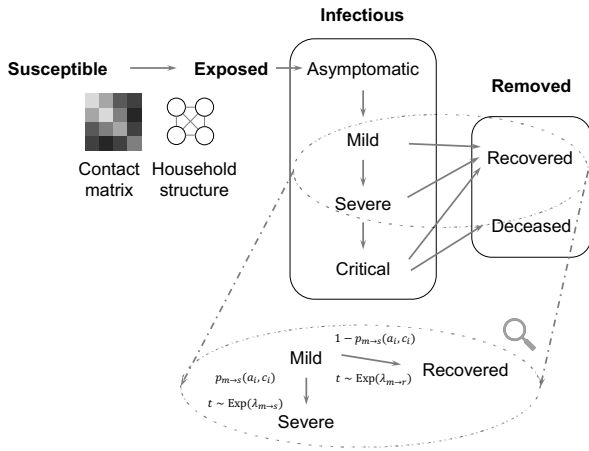 Infectious
Susceptible
Exposed
Asymptomatic
Removed
Contact
matrix
Household
structure
Mild
Recovered
Severe
Deceased
Critical
1 − p_{m→s}(a_i, c_i)
Mild
Recovered
p_{m→s}(a_i, c_i)
t ~ Exp(λ_{m→r})
t ~ Exp(λ_{m→s})
Severe